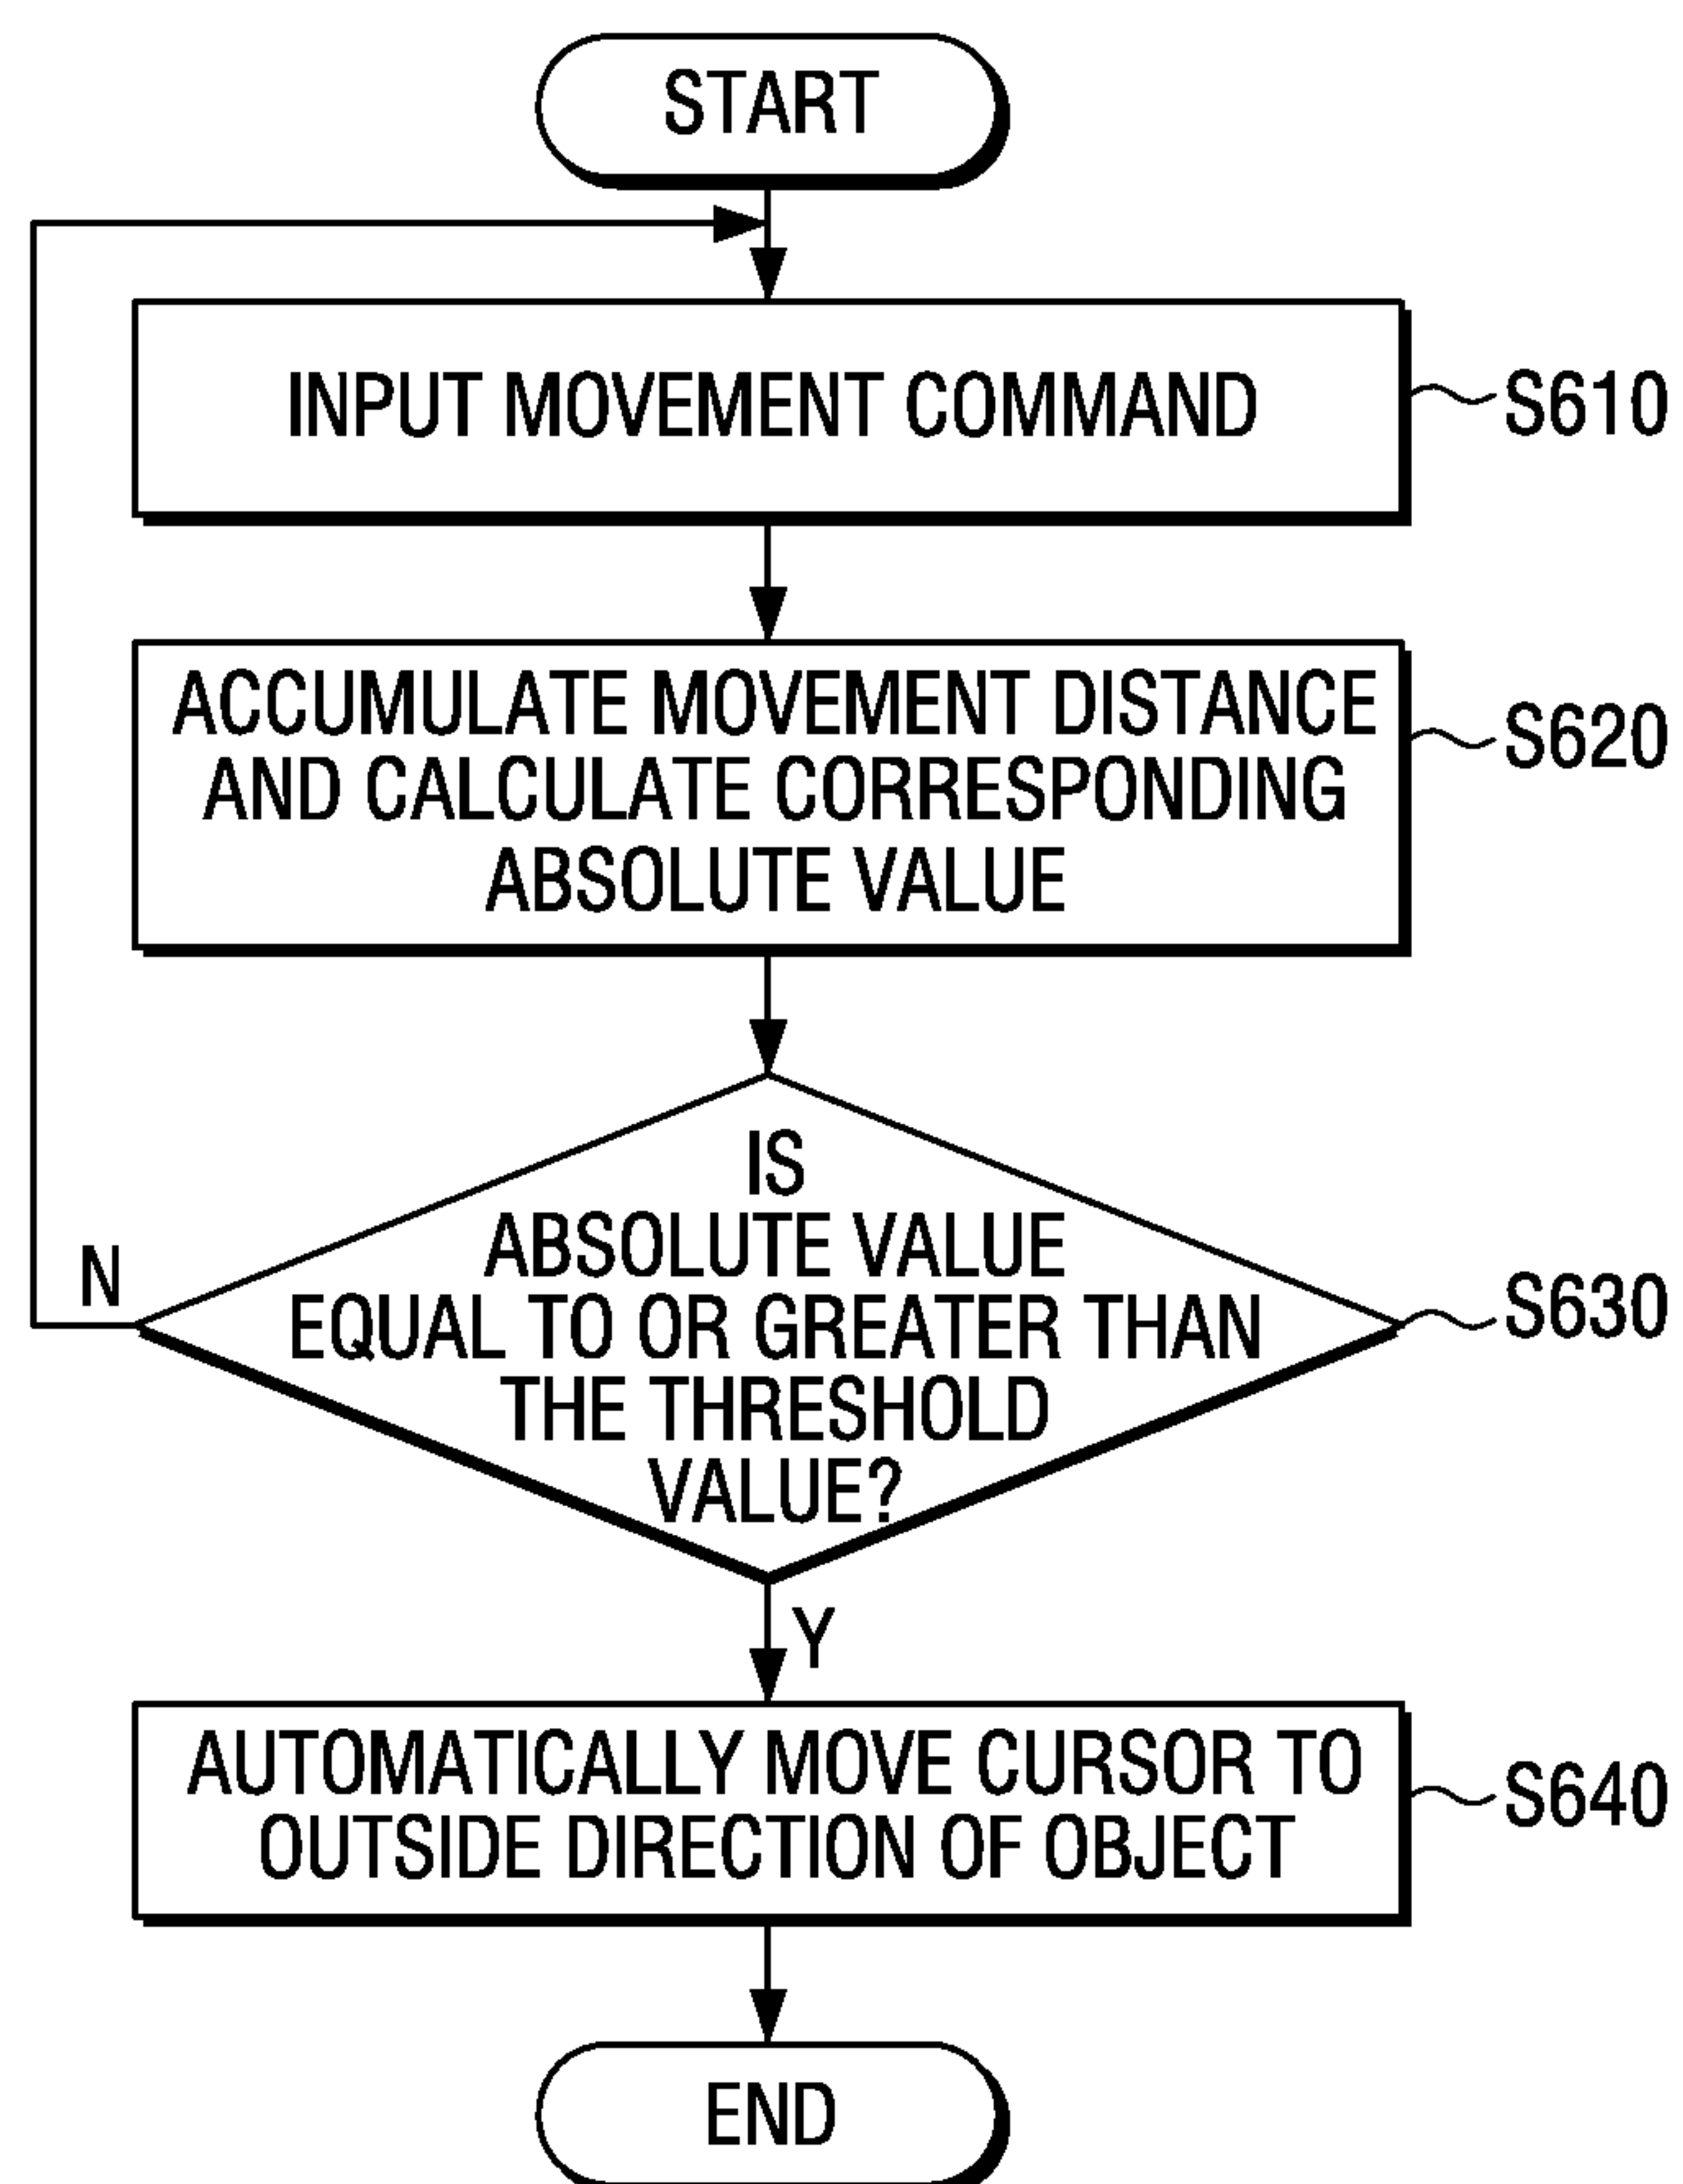 START
INPUT MOVEMENT COMMAND
S610
ACCUMULATE MOVEMENT DISTANCE
AND CALCULATE CORRESPONDING
ABSOLUTE VALUE
S620
IS
ABSOLUTE VALUE
EQUAL TO OR GREATER THAN
THE THRESHOLD
VALUE?
S630
N
Y
AUTOMATICALLY MOVE CURSOR TO
OUTSIDE DIRECTION OF OBJECT
S640
END